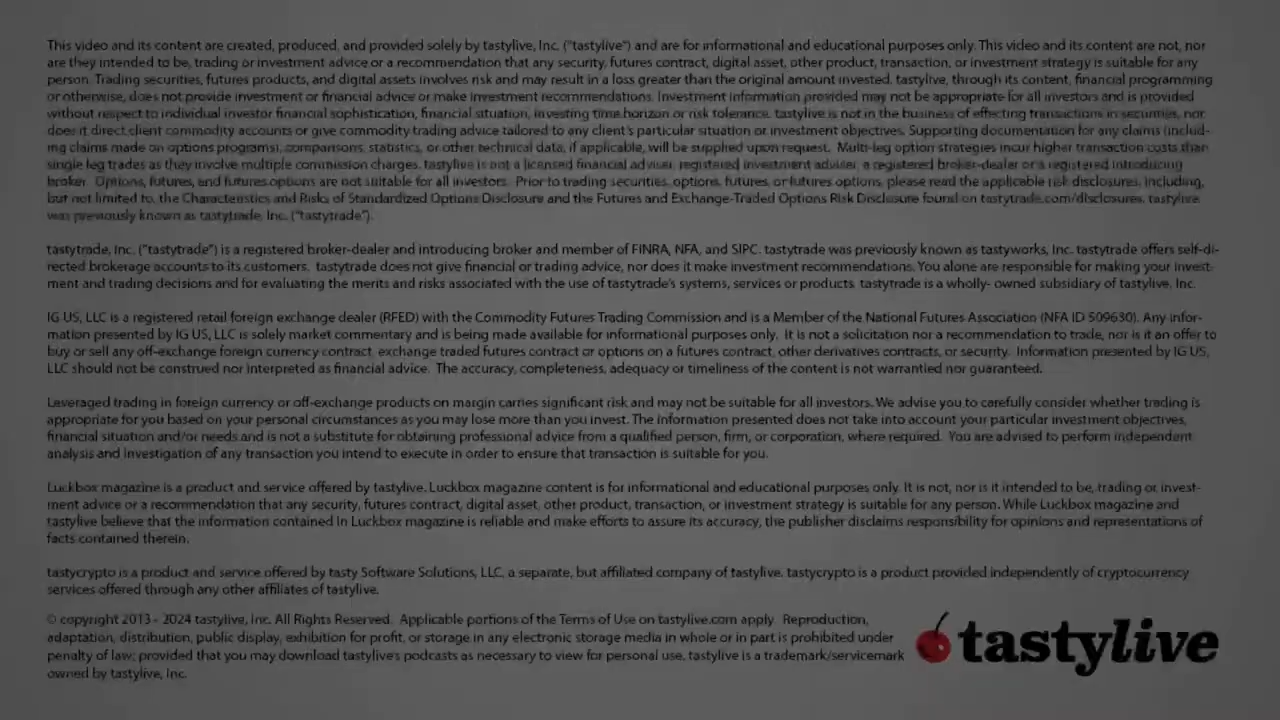 This video and its content are created, produced, and provided solely by tastylive, Inc. (“tastylive”) and are for informational and educational purposes only. This video and its content are not, nor
are they intended to be, trading or investment advice or a recommendation that any security, futures contract, digital asset, other product, transaction, or investment strategy is suitable for any
person. Trading securities, futures products, and digital assets involves risk and may result in a loss greater than the original amount invested. tastylive, through its content, financial programming
or otherwise, does not provide investment or financial advice or make investment recommendations. Investment information provided may not be appropriate for all investors and is provided
without respect to individual investor financial sophistication, financial situation, investing time horizon or risk tolerance. tastylive is not in the business of effecting transactions in securities, nor
does it direct client commodity accounts or give commodity trading advice tailored to any client’s particular situation or investment objectives. Supporting documentation for any claims (includ-
ing claims made on options programs), comparisons, statistics, or other technical data, if applicable, will be supplied upon request. Multi-leg option strategies incur higher transaction costs than
single leg trades as they involve multiple commission charges. tastylive is not a licensed financial adviser, registered investment adviser, a registered broker-dealer or a registered introducing
broker. Options, futures, and futures options are not suitable for all investors. Prior to trading securities, options, futures, or futures options, please read the applicable risk disclosures, including,
but not limited to, the Characteristics and Risks of Standardized Options Disclosure and the Futures and Exchange-Traded Options Risk Disclosure found on tastytrade.com/disclosures. tastylive
was previously known as tastytrade, Inc. (“tastytrade”).
tastytrade, Inc. (“tastytrade”) is a registered broker-dealer and introducing broker and member of FINRA, NFA, and SIPC. tastytrade was previously known as tastyworks, Inc. tastytrade offers self-di-
rected brokerage accounts to its customers. tastytrade does not give financial or trading advice, nor does it make investment recommendations. You alone are responsible for making your invest-
ment and trading decisions and for evaluating the merits and risks associated with the use of tastytrade’s systems, services or products. tastytrade is a wholly- owned subsidiary of tastylive, Inc.
IG US, LLC is a registered retail foreign exchange dealer (RFED) with the Commodity Futures Trading Commission and is a Member of the National Futures Association (NFA ID 509630). Any infor-
mation presented by IG US, LLC is solely market commentary and is being made available for informational purposes only. It is not a solicitation nor a recommendation to trade, nor is it an offer to
buy or sell any off-exchange foreign currency contract, exchange traded futures contract or options on a futures contract, other derivatives contracts, or security. Information presented by IG US,
LLC should not be construed nor interpreted as financial advice. The accuracy, completeness, adequacy or timeliness of the content is not warrantied nor guaranteed.
Leveraged trading in foreign currency or off-exchange products on margin carries significant risk and may not be suitable for all investors. We advise you to carefully consider whether trading is
appropriate for you based on your personal circumstances as you may lose more than you invest. The information presented does not take into account your particular investment objectives,
financial situation and/or needs and is not a substitute for obtaining professional advice from a qualified person, firm, or corporation, where required. You are advised to perform independent
analysis and investigation of any transaction you intend to execute in order to ensure that transaction is suitable for you.
Luckbox magazine is a product and service offered by tastylive. Luckbox magazine content is for informational and educational purposes only. It is not, nor is it intended to be, trading or invest-
ment advice or a recommendation that any security, futures contract, digital asset, other product, transaction, or investment strategy is suitable for any person. While Luckbox magazine and
tastylive believe that the information contained in Luckbox magazine is reliable and make efforts to assure its accuracy, the publisher disclaims responsibility for opinions and representations of
facts contained therein.
tastycrypto is a product and service offered by tasty Software Solutions, LLC, a separate, but affiliated company of tastylive. tastycrypto is a product provided independently of cryptocurrency
services offered through any other affiliates of tastylive.
© copyright 2013 - 2024 tastylive, Inc. All Rights Reserved. Applicable portions of the Terms of Use on tastylive.com apply. Reproduction,
adaptation, distribution, public display, exhibition for profit, or storage in any electronic storage media in whole or in part is prohibited under
penalty of law; provided that you may download tastylive’s podcasts as necessary to view for personal use. tastylive is a trademark/servicemark
owned by tastylive, Inc.
tastylive